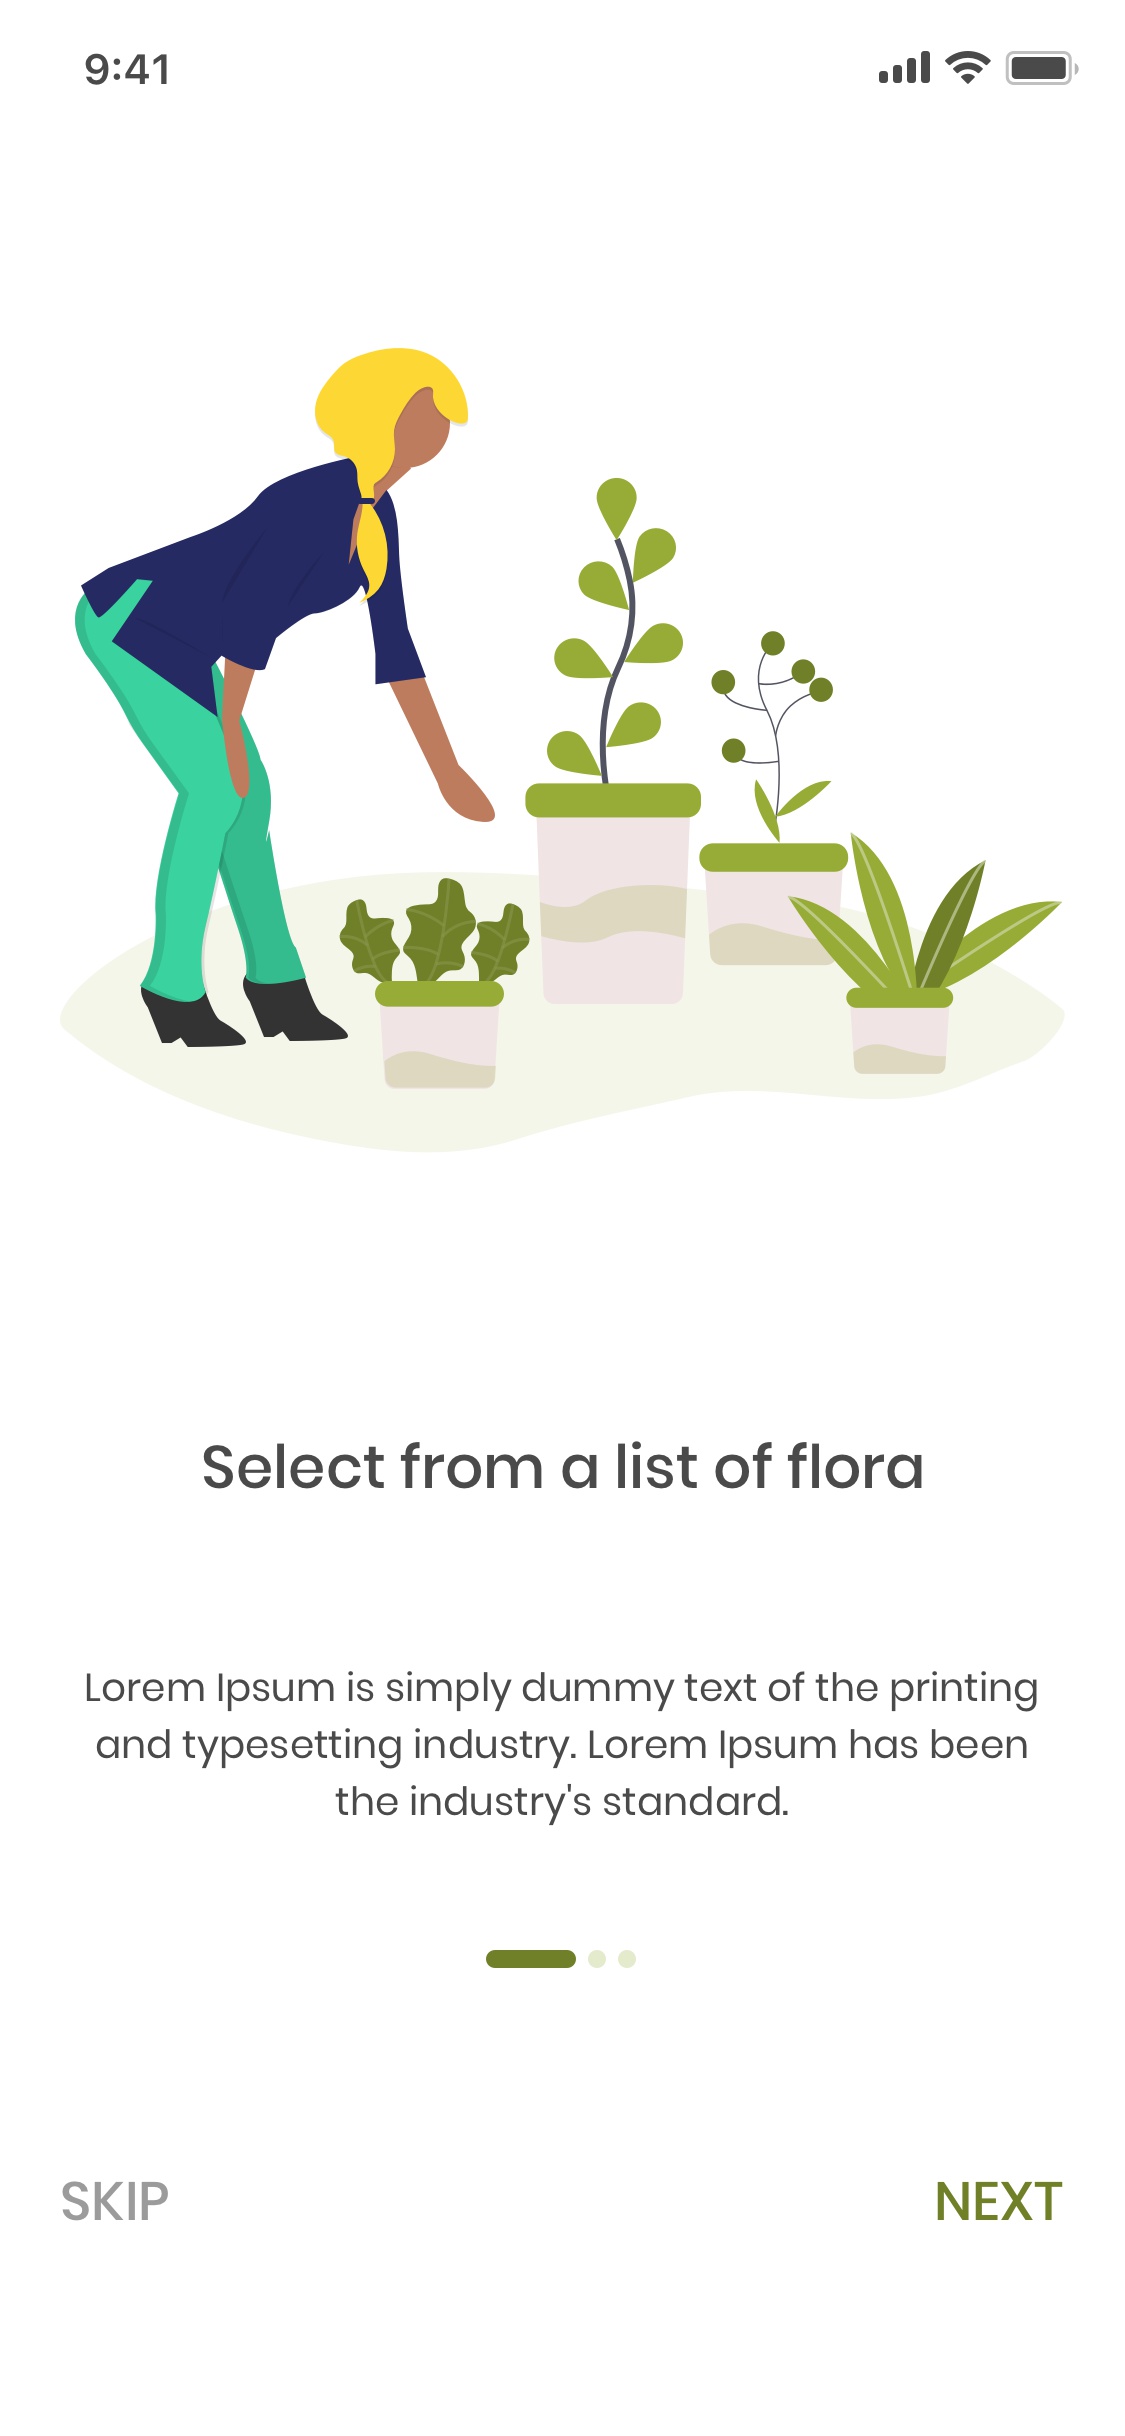 9:41
Select from a list of flora
Lorem Ipsum is simply dummy text of the printing
and typesetting industry. Lorem Ipsum has been
the industry's standard.
SKIP
NEXT